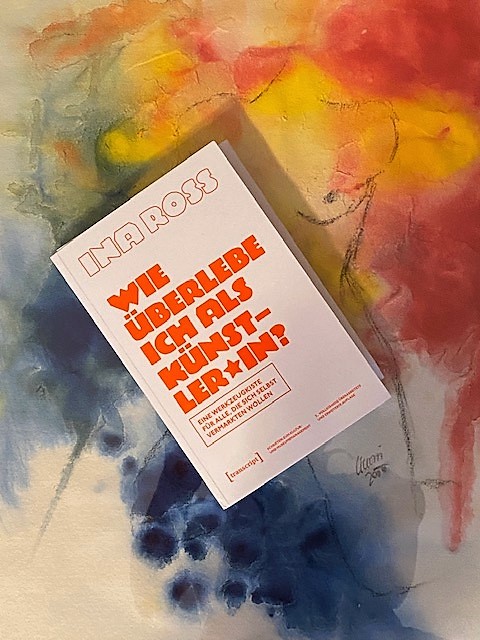 INA ROSS
WIE
ÜBERLEBE
ICH ALS
KÜNST–
LER★IN?
EINE WERKZEUGKISTE
FÜR ALLE, DIE SICH SELBST
VERMARKTEN WOLLEN
[transcript]
2000